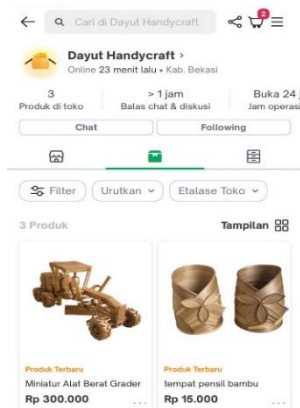 Cari di Dayut Handycraft
2
Dayut Handycraft
Online 23 menit lalu • Kab. Bekasi
3
Produk di toko
> 1 jam
Balas chat & diskusi
Buka 24
Jam operasi
Chat
Following
Filter
Urutkan
Etalase Toko
3 Produk
Tampilan
Produk Terbaru
Miniatur Alat Berat Grader
Rp 300.000
Produk Terbaru
tempat pensil bambu
Rp 15.000